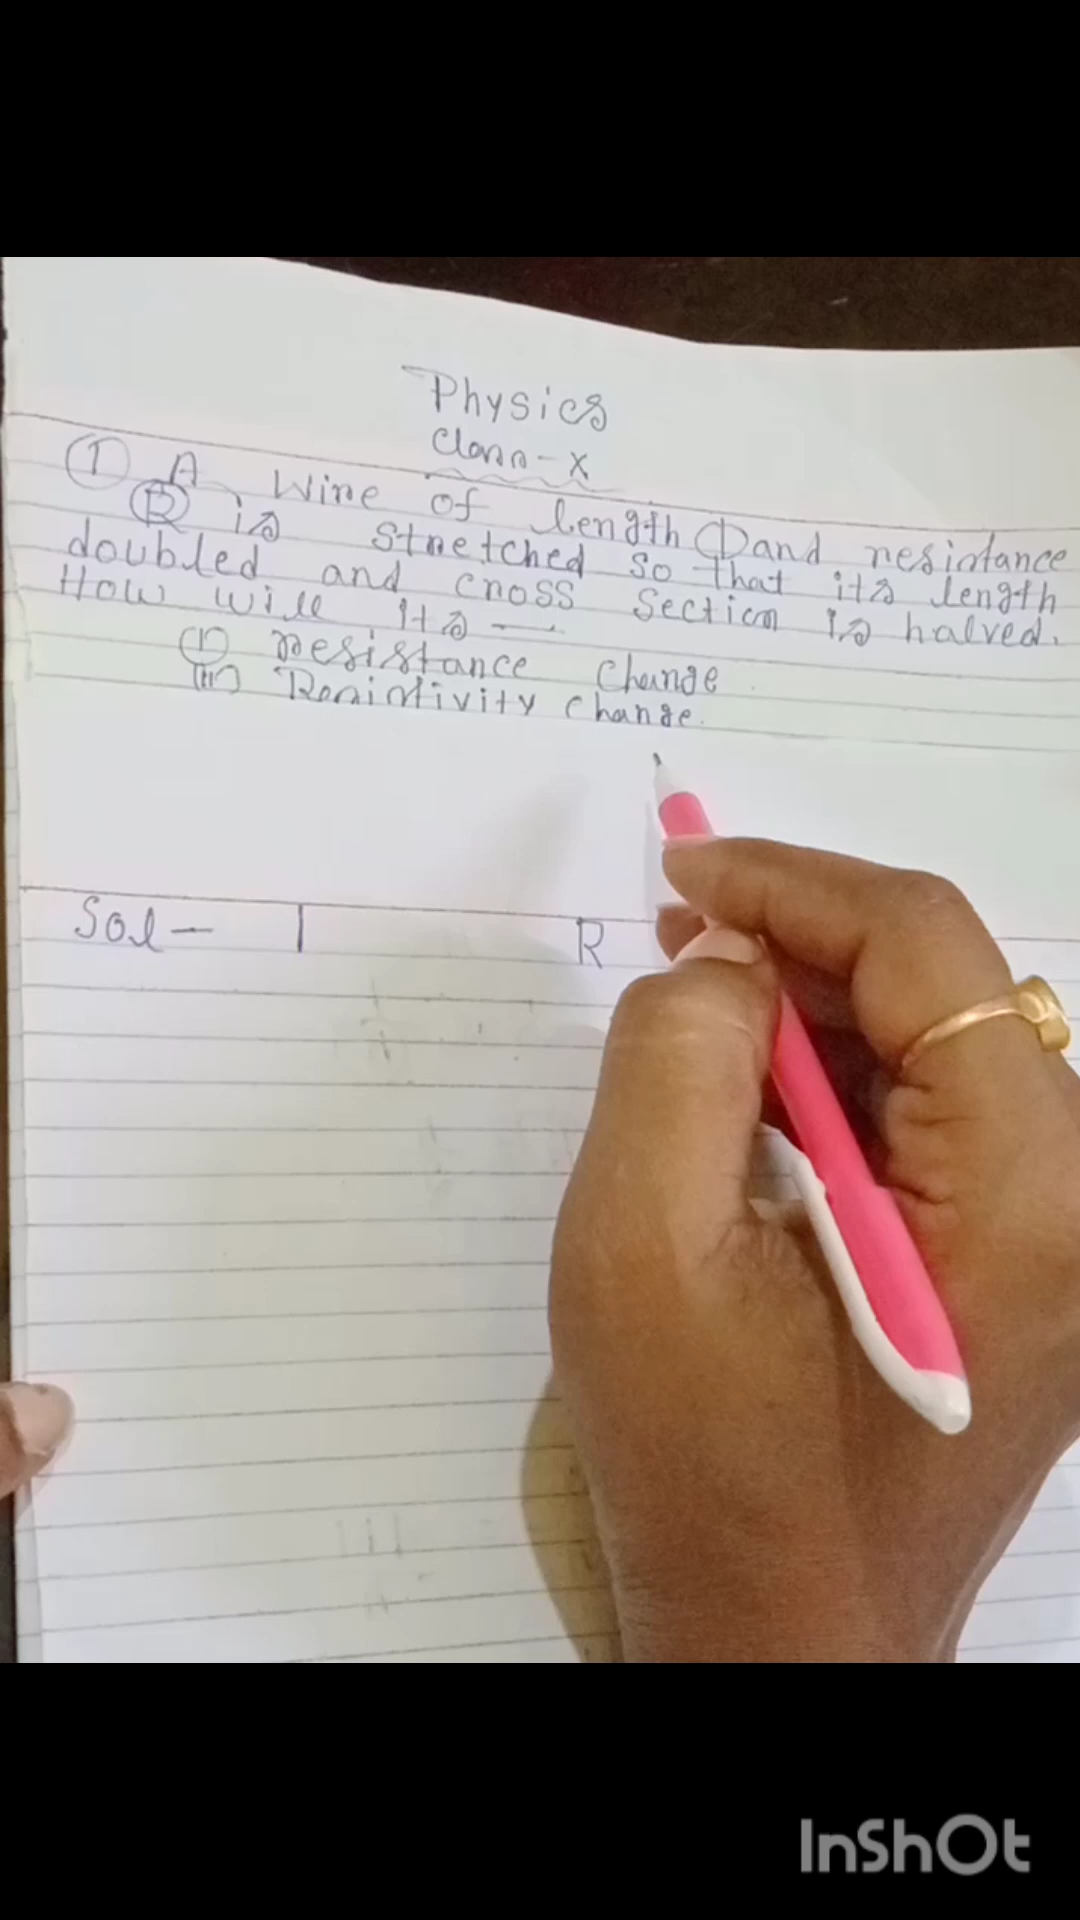 Physics
Class-X
① A wire of length ⓛ and resistance
Ⓡ is stretched so that its length
doubled and cross section is halved.
How will its —
(i) resistance change
(ii) Resistivity change.
Sol — l R
InShOt